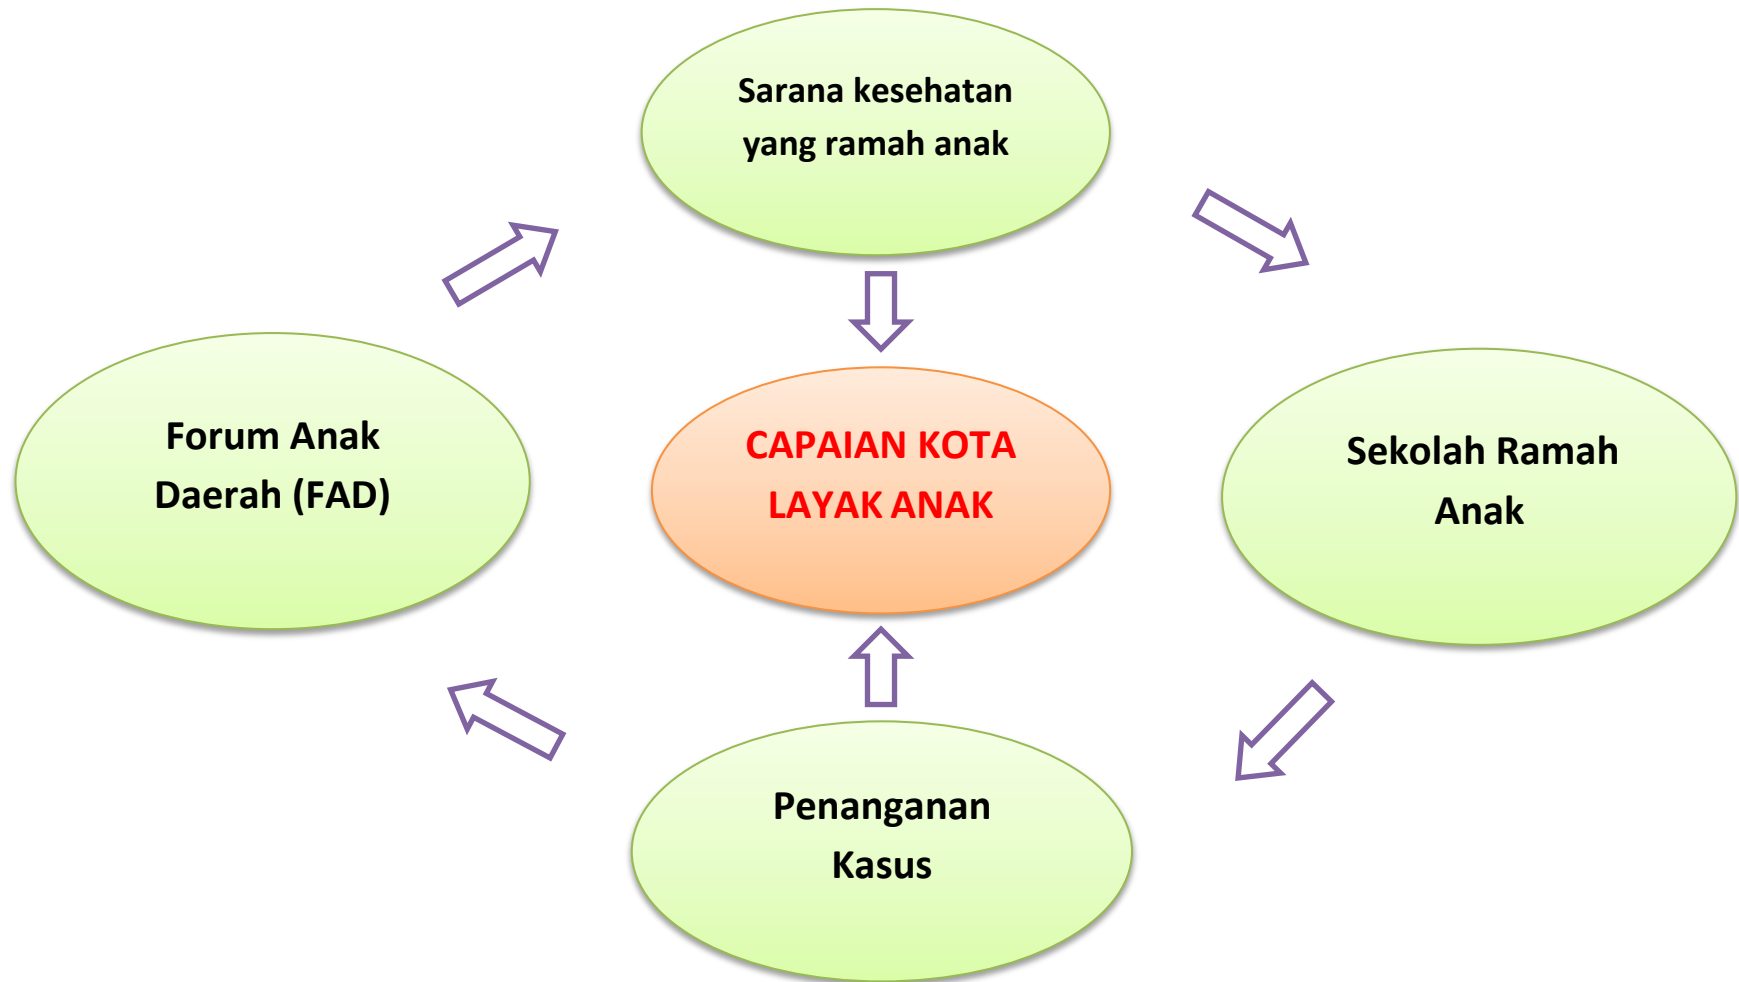 Sarana kesehatan
yang ramah anak
Forum Anak
Daerah (FAD)
CAPAIAN KOTA
LAYAK ANAK
Sekolah Ramah
Anak
Penanganan
Kasus